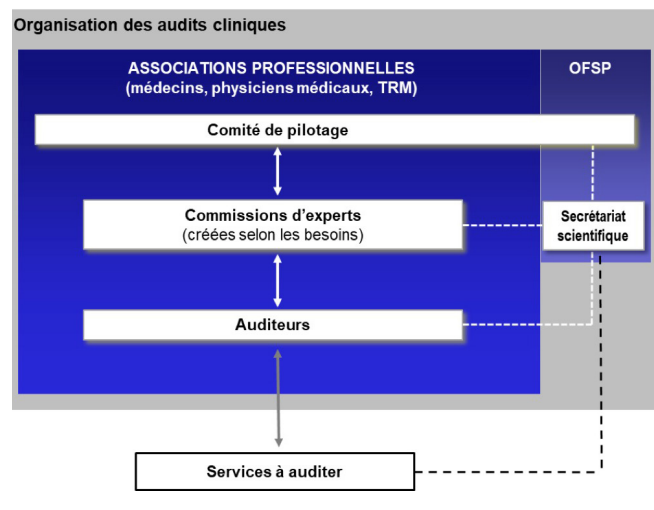 Organisation des audits cliniques
ASSOCIATIONS PROFESSIONNELLES
(médecins, physiciens médicaux, TRM)
OFSP
Comité de pilotage
Commissions d'experts
(créées selon les besoins)
Secrétariat
scientifique
Auditeurs
Services à auditer